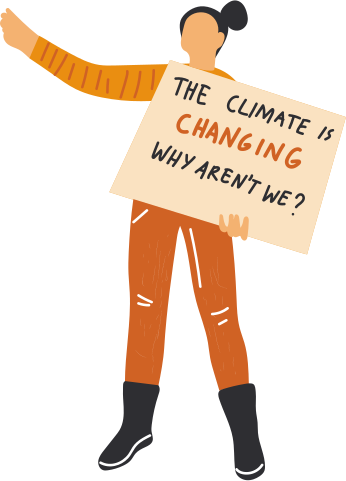 THE CLIMATE IS
CHANGING
WHY AREN'T WE?